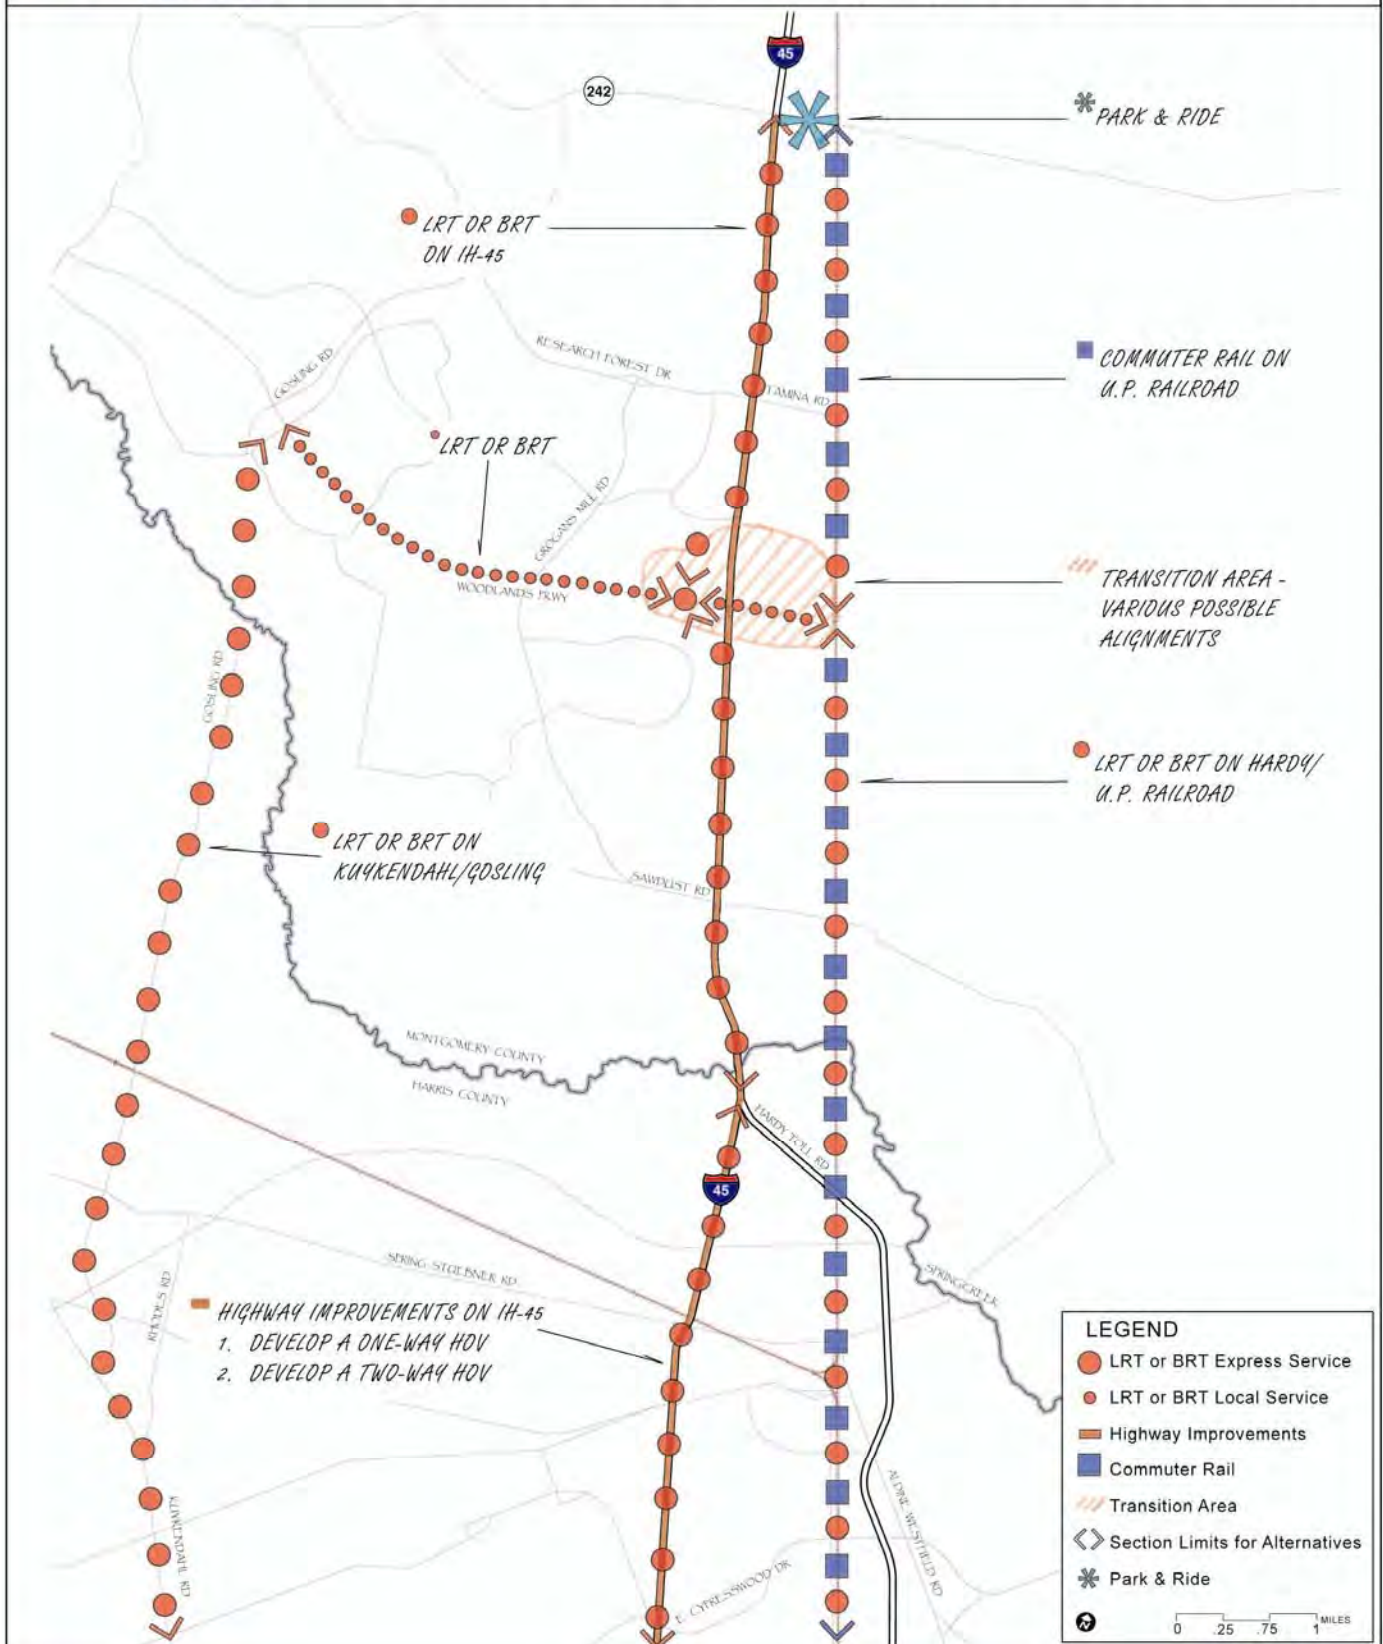 45
242
PARK & RIDE
LRT OR BRT
ON IH-45
RESEARCH FOREST DR
GOSLING RD
TAMINA RD
COMMUTER RAIL ON
U.P. RAILROAD
LRT OR BRT
GROGANS MILL RD
WOODLANDS PKWY
TRANSITION AREA -
VARIOUS POSSIBLE
ALIGNMENTS
GOSLING RD
LRT OR BRT ON HARDY/
U.P. RAILROAD
LRT OR BRT ON
KUYKENDAHL/GOSLING
SAWDUST RD
MONTGOMERY COUNTY
HARRIS COUNTY
HARDY TOLL RD
45
SPRING STUEBNER RD
SPRING CREEK
RHODES RD
HIGHWAY IMPROVEMENTS ON IH-45
1. DEVELOP A ONE-WAY HOV
2. DEVELOP A TWO-WAY HOV
KUYKENDAHL RD
ALDINE WESTFIELD RD
E. CYPRESSWOOD DR
LEGEND
LRT or BRT Express Service
LRT or BRT Local Service
Highway Improvements
Commuter Rail
Transition Area
Section Limits for Alternatives
Park & Ride
N
0 .25 .75 1 MILES